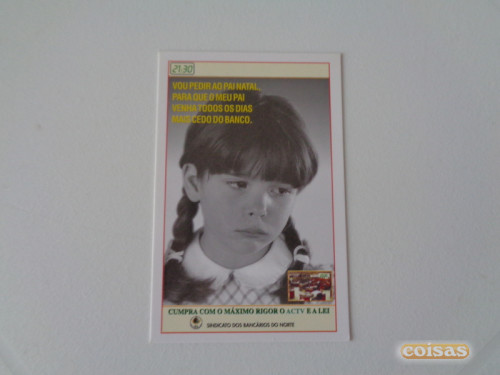 21:30
VOU PEDIR AO PAI NATAL..
PARA QUE O MEU PAI
VENHA TODOS OS DIAS
MAIS CEDO DO BANCO.
CUMPRA COM O MÁXIMO RIGOR O ACTV E A LEI
SINDICATO DOS BANCÁRIOS DO NORTE
coisas